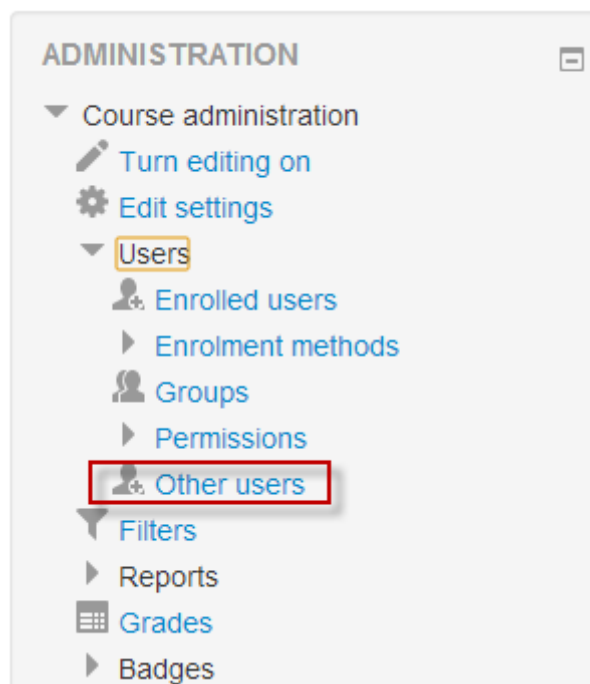 ADMINISTRATION
Course administration
Turn editing on
Edit settings
Users
Enrolled users
Enrolment methods
Groups
Permissions
Other users
Filters
Reports
Grades
Badges